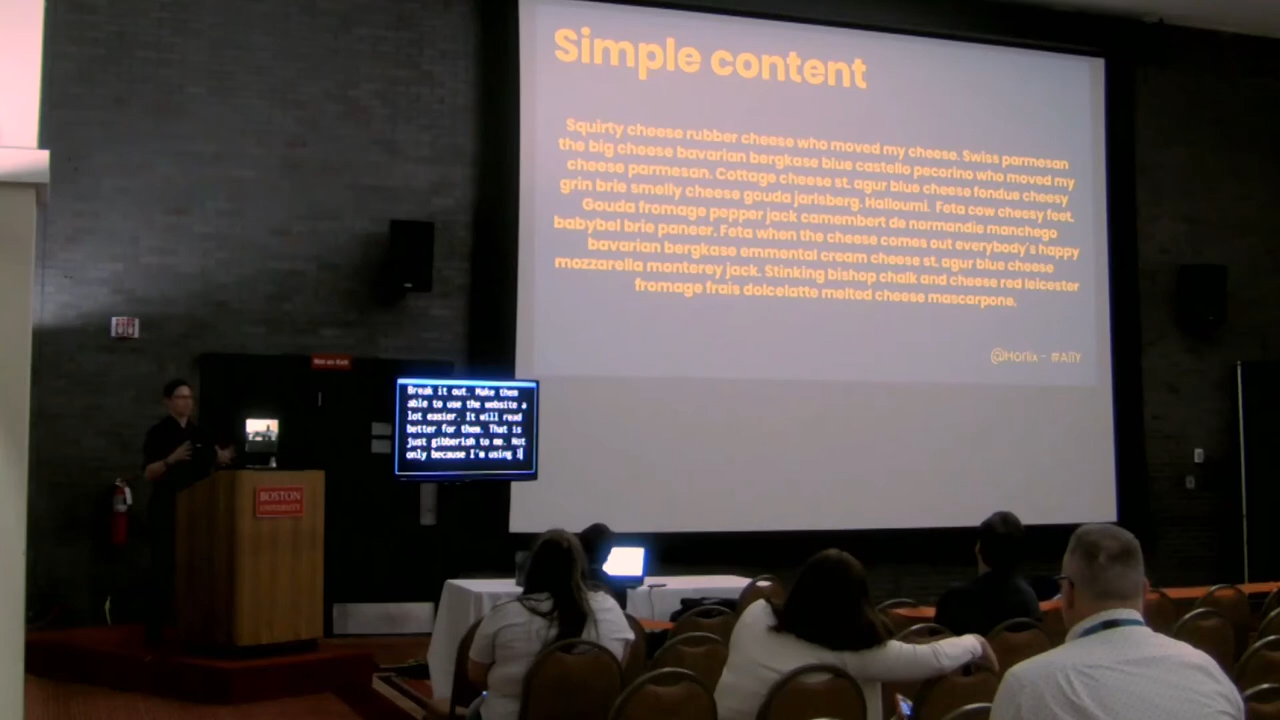 Simple content
Squirty cheese rubber cheese who moved my cheese. Swiss parmesan
the big cheese bavarian bergkase blue castello pecorino who moved my
cheese parmesan. Cottage cheese st. agur blue cheese fondue cheesy
grin brie smelly cheese gouda jarlsberg. Halloumi. Feta cow cheesy feet.
Gouda fromage pepper jack camembert de normandie manchego
babybel brie paneer. Feta when the cheese comes out everybody's happy
bavarian bergkase emmental cream cheese st. agur blue cheese
mozzarella monterey jack. Stinking bishop chalk and cheese red leicester
fromage frais dolcelatte melted cheese mascarpone.
@Horlix - #A11Y
Not an Exit
Break it out. Make them
able to use the website a
lot easier. It will read
better for them. That is
just gibberish to me. Not
only because I'm using l
BOSTON
UNIVERSITY